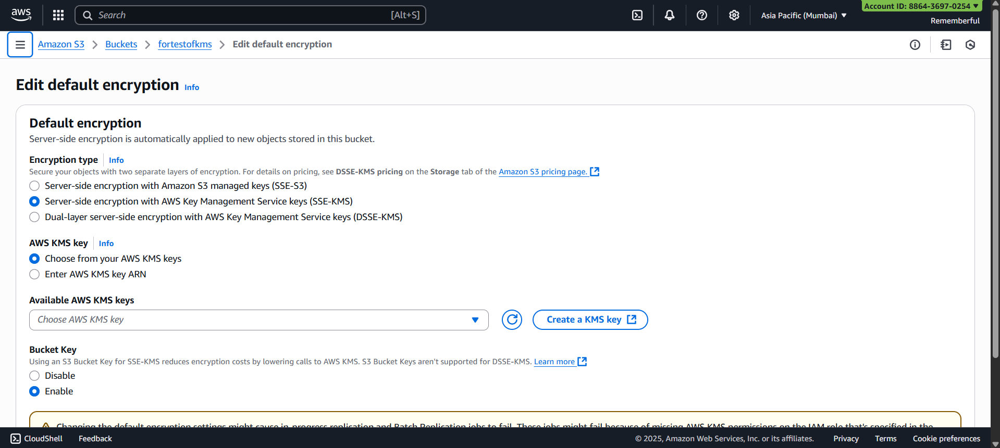 aws
Search
[Alt+S]
Asia Pacific (Mumbai)
Account ID: 8864-3697-0254
Rememberful
Amazon S3
Buckets
fortestofkms
Edit default encryption
Edit default encryption Info
Default encryption
Server-side encryption is automatically applied to new objects stored in this bucket.
Encryption type Info
Secure your objects with two separate layers of encryption. For details on pricing, see DSSE-KMS pricing on the Storage tab of the Amazon S3 pricing page.
Server-side encryption with Amazon S3 managed keys (SSE-S3)
Server-side encryption with AWS Key Management Service keys (SSE-KMS)
Dual-layer server-side encryption with AWS Key Management Service keys (DSSE-KMS)
AWS KMS key Info
Choose from your AWS KMS keys
Enter AWS KMS key ARN
Available AWS KMS keys
Choose AWS KMS key
Create a KMS key
Bucket Key
Using an S3 Bucket Key for SSE-KMS reduces encryption costs by lowering calls to AWS KMS. S3 Bucket Keys aren't supported for DSSE-KMS. Learn more
Disable
Enable
Changing the default encryption settings might cause in-progress replication and Batch Replication jobs to fail. These jobs might fail because of missing AWS KMS permissions on the IAM role that's specified in the
CloudShell
Feedback
© 2025, Amazon Web Services, Inc. or its affiliates.
Privacy
Terms
Cookie preferences